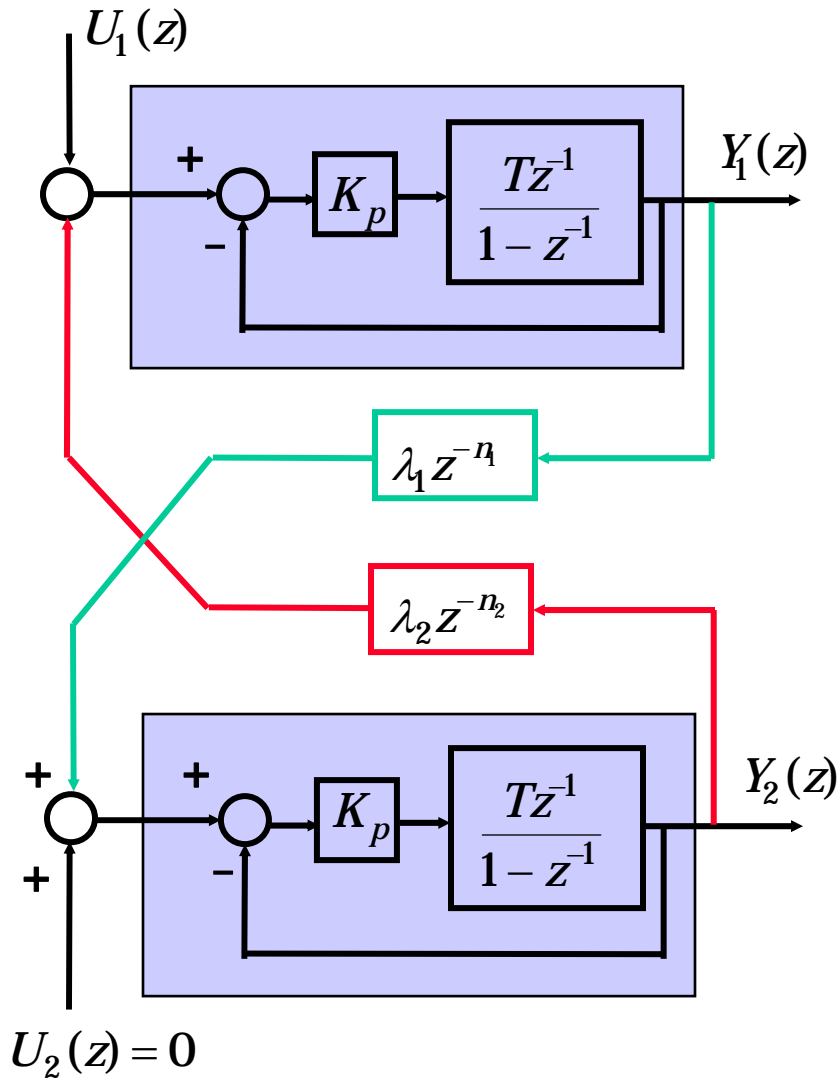 U₁(z)
+
−
Kₚ
Tz⁻¹
1 − z⁻¹
Y₁(z)
λ₁z^{−n₁}
λ₂z^{−n₂}
+
+
+
−
Kₚ
Tz⁻¹
1 − z⁻¹
Y₂(z)
U₂(z) = 0